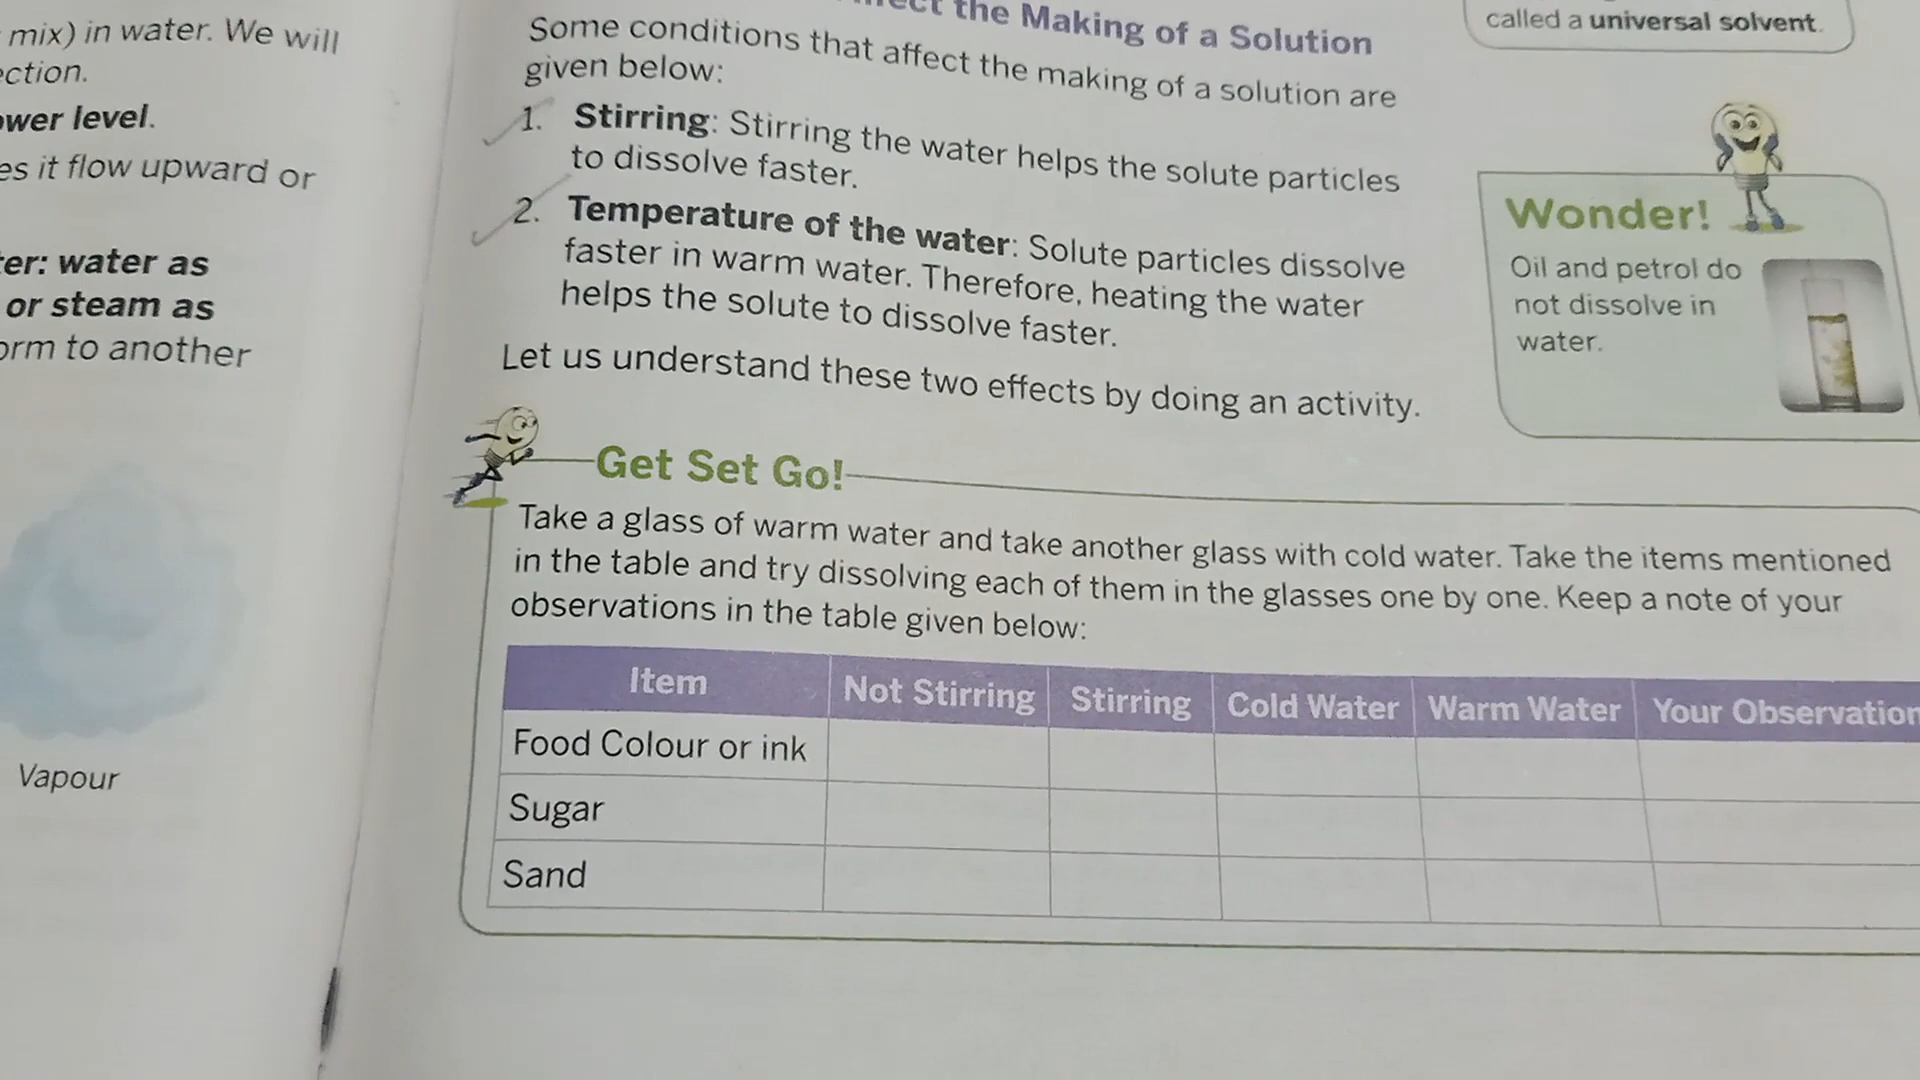 mix) in water. We will
ction.
wer level.
es it flow upward or
er: water as
or steam as
orm to another
Vapour
the Making of a Solution
Some conditions that affect the making of a solution are
given below:
1. Stirring: Stirring the water helps the solute particles
to dissolve faster.
2. Temperature of the water: Solute particles dissolve
faster in warm water. Therefore, heating the water
helps the solute to dissolve faster.
Let us understand these two effects by doing an activity.
called a universal solvent.
Wonder!
Oil and petrol do
not dissolve in
water.
Get Set Go!
Take a glass of warm water and take another glass with cold water. Take the items mentioned
in the table and try dissolving each of them in the glasses one by one. Keep a note of your
observations in the table given below:
Item Not Stirring Stirring Cold Water Warm Water Your Observation
Food Colour or ink
Sugar
Sand